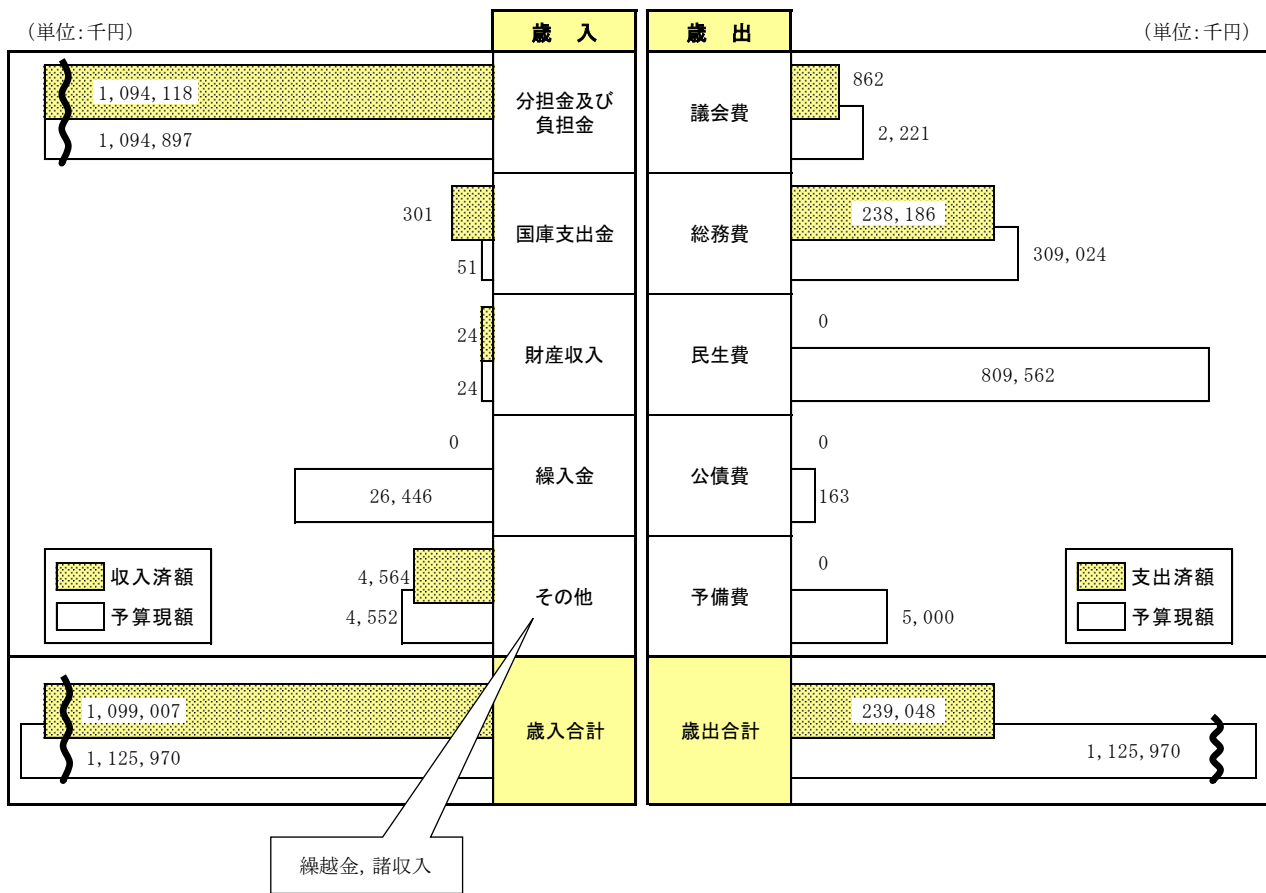 (単位:千円)
歳 入
歳 出
(単位:千円)
1,094,118
1,094,897
分担金及び
負担金
議会費
862
2,221
301
51
国庫支出金
総務費
238,186
309,024
24
24
財産収入
民生費
0
809,562
0
26,446
繰入金
公債費
0
163
収入済額
予算現額
4,564
4,552
その他
予備費
0
5,000
支出済額
予算現額
1,099,007
1,125,970
歳入合計
歳出合計
239,048
1,125,970
繰越金,諸収入